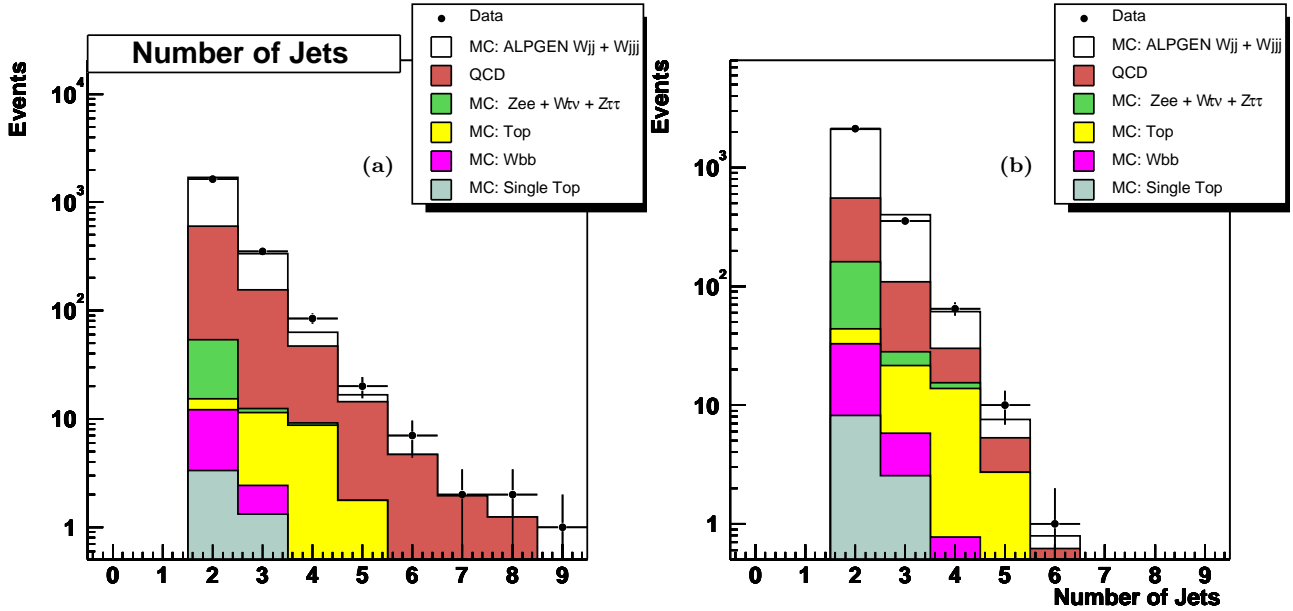 Number of Jets
Data
MC: ALPGEN Wjj + Wjjj
QCD
MC: Zee + Wτν + Zττ
MC: Top
MC: Wbb
MC: Single Top
(a)
Events
10⁴
10³
10²
10
1
0 1 2 3 4 5 6 7 8 9
Data
MC: ALPGEN Wjj + Wjjj
QCD
MC: Zee + Wτν + Zττ
MC: Top
MC: Wbb
MC: Single Top
(b)
Events
10³
10²
10
1
0 1 2 3 4 5 6 7 8 9
Number of Jets